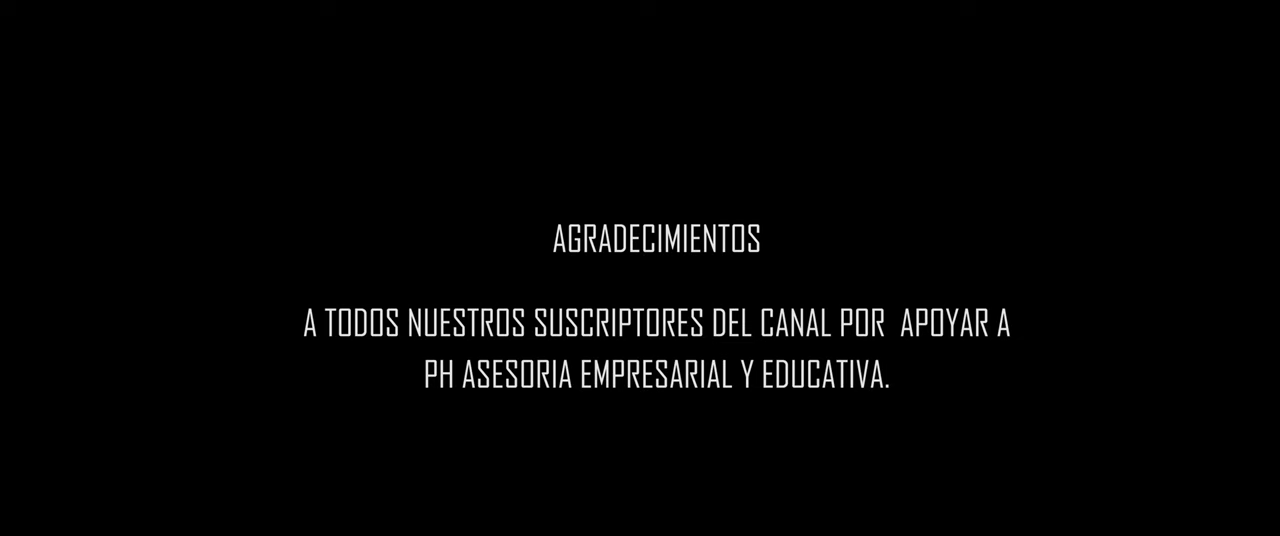 AGRADECIMIENTOS
A TODOS NUESTROS SUSCRIPTORES DEL CANAL POR APOYAR A
PH ASESORIA EMPRESARIAL Y EDUCATIVA.